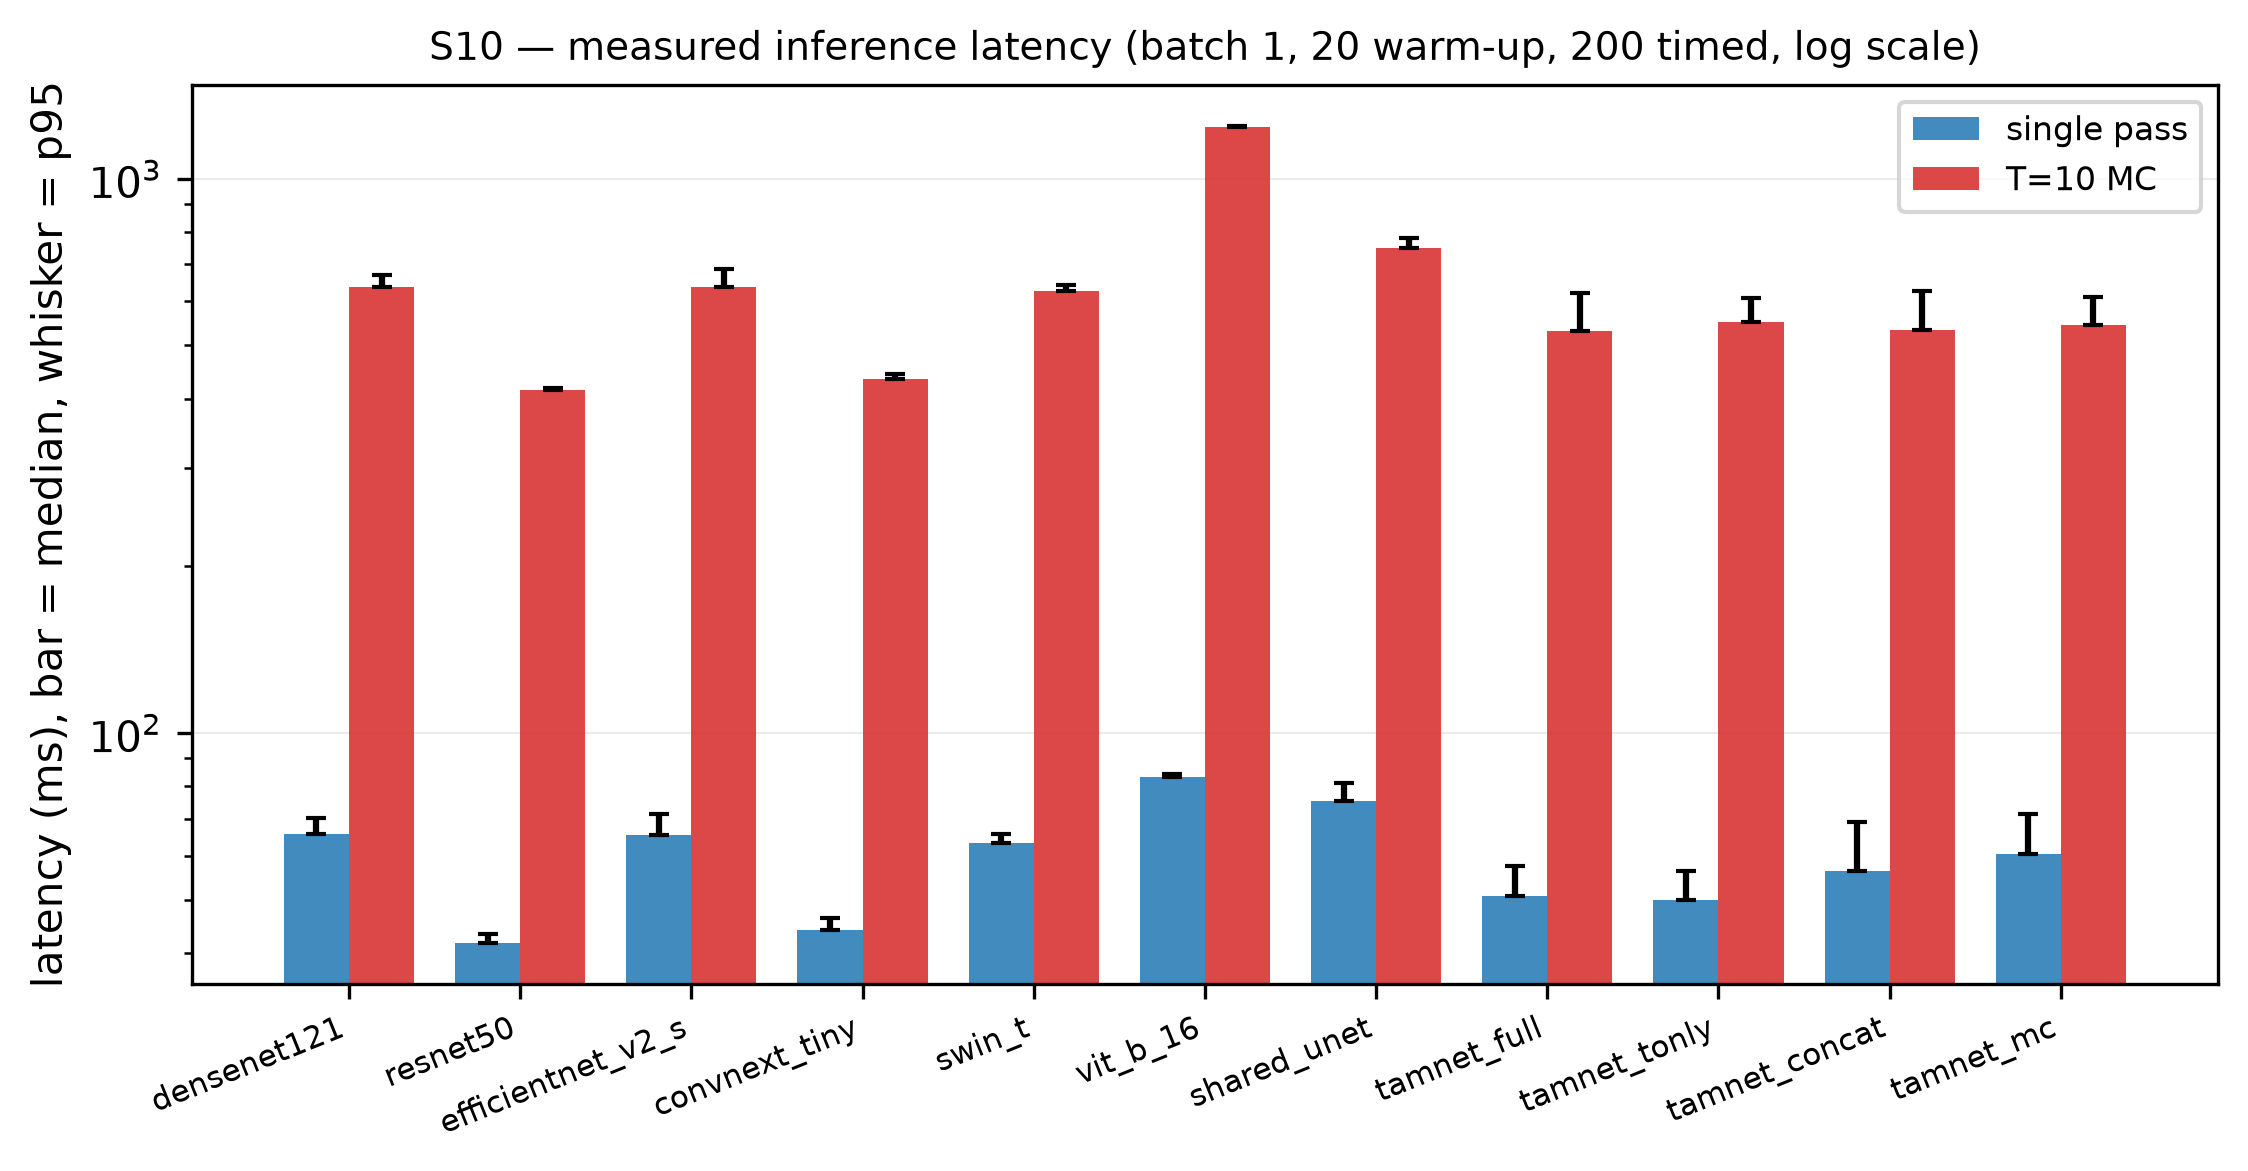 S10 — measured inference latency (batch 1, 20 warm-up, 200 timed, log scale)
latency (ms), bar = median, whisker = p95
10³
10²
single pass
T=10 MC
densenet121
resnet50
efficientnet_v2_s
convnext_tiny
swin_t
vit_b_16
shared_unet
tamnet_full
tamnet_tonly
tamnet_concat
tamnet_mc